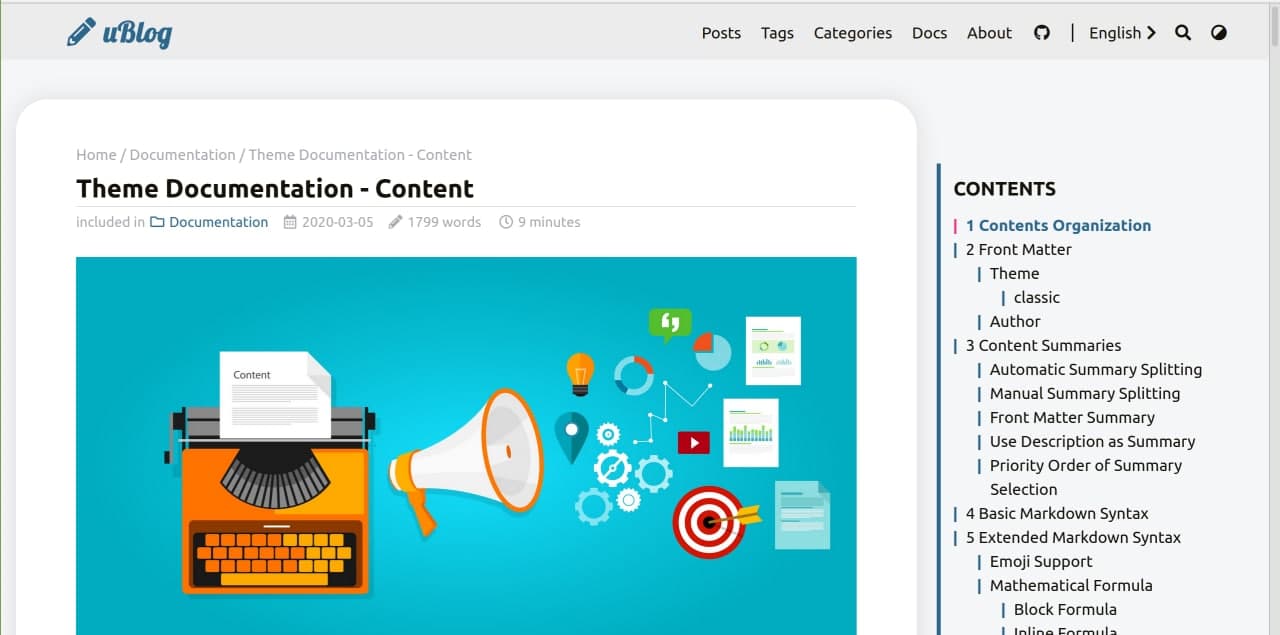 uBlog
Posts Tags Categories Docs About | English
Home / Documentation / Theme Documentation - Content
Theme Documentation - Content
included in Documentation 2020-03-05 1799 words 9 minutes
Content
CONTENTS
1 Contents Organization
2 Front Matter
Theme
classic
Author
3 Content Summaries
Automatic Summary Splitting
Manual Summary Splitting
Front Matter Summary
Use Description as Summary
Priority Order of Summary
Selection
4 Basic Markdown Syntax
5 Extended Markdown Syntax
Emoji Support
Mathematical Formula
Block Formula
Inline Formula